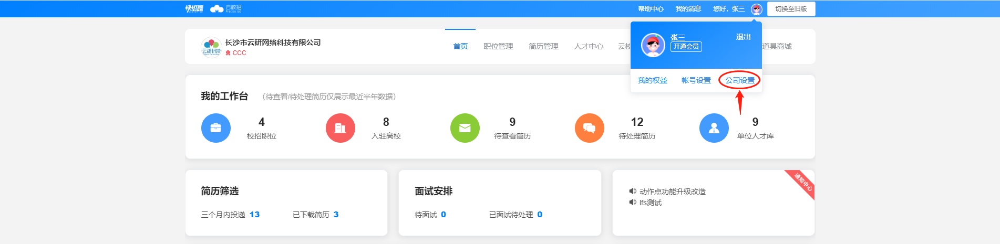 快招聘 云校招 帮助中心 我的消息 您好，张三 切换至旧版
长沙市云研网络科技有限公司
CCC
云研科技
首页 职位管理 简历管理 人才中心 云校 道具商城
张三 退出
开通会员
我的权益 帐号设置 公司设置
我的工作台 （待查看/待处理简历仅展示最近半年数据）
4 8 9 12 9
校招职位 入驻高校 待查看简历 待处理简历 单位人才库
简历筛选
三个月内投递 13 已下载简历 3
面试安排
待面试 0 已面试待处理 0
通知中心
动作点功能升级改造
lfs测试